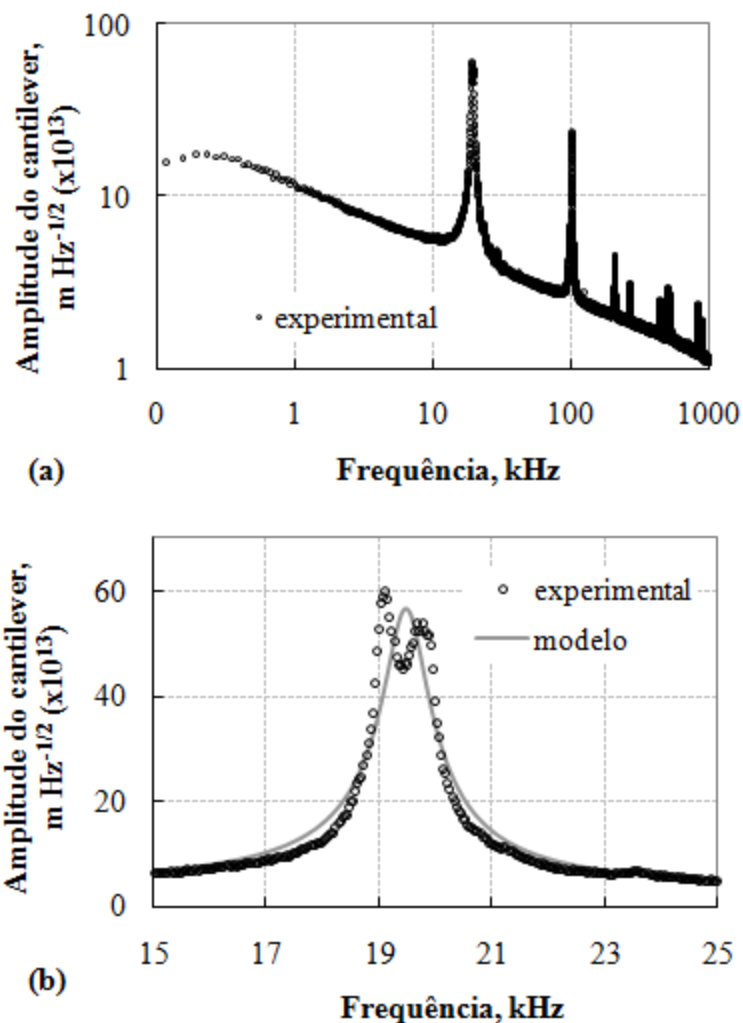 100
10
1
Amplitude do cantilever,
m Hz-1/2 (x1013)
experimental
0 1 10 100 1000
(a)
Frequência, kHz
60
40
20
0
Amplitude do cantilever,
m Hz-1/2 (x1013)
experimental
modelo
15 17 19 21 23 25
(b)
Frequência, kHz